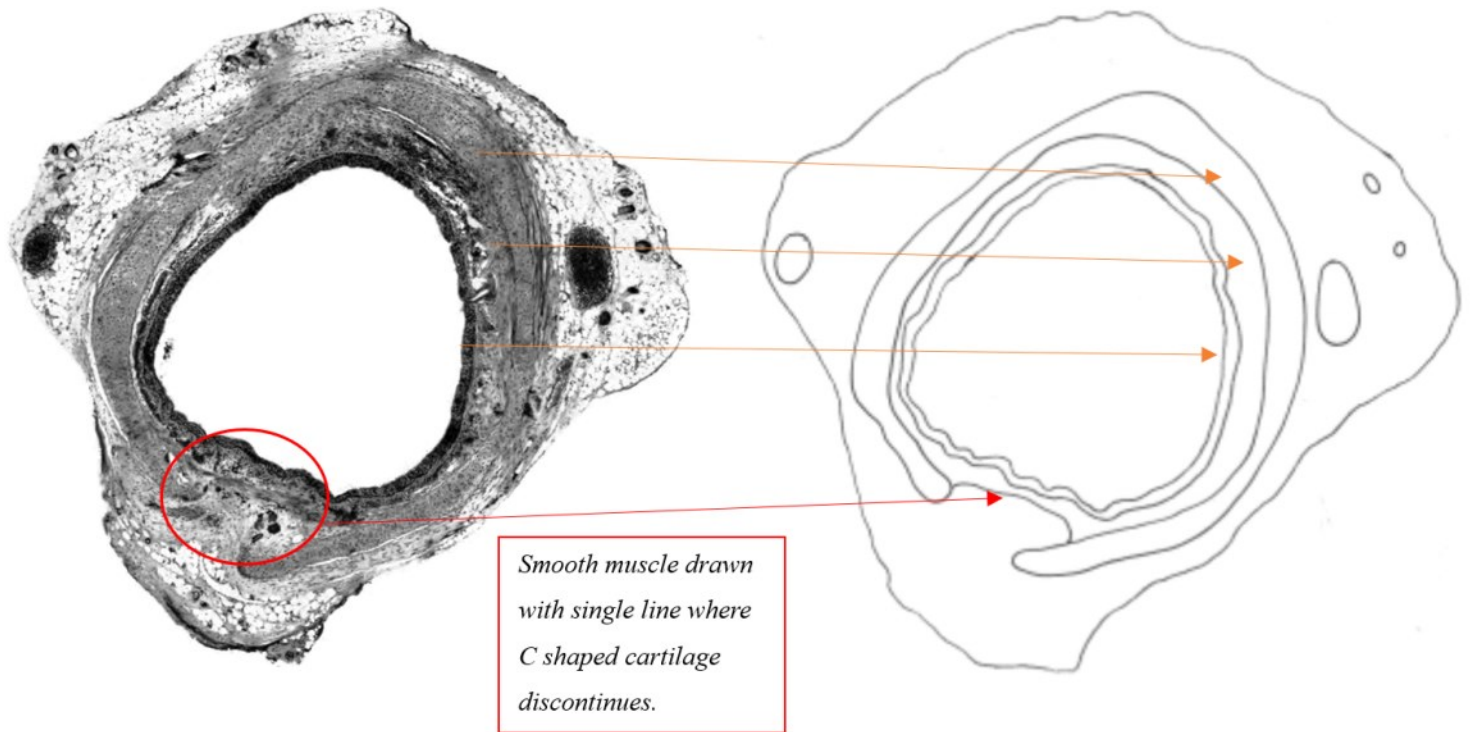 Smooth muscle drawn
with single line where
C shaped cartilage
discontinues.